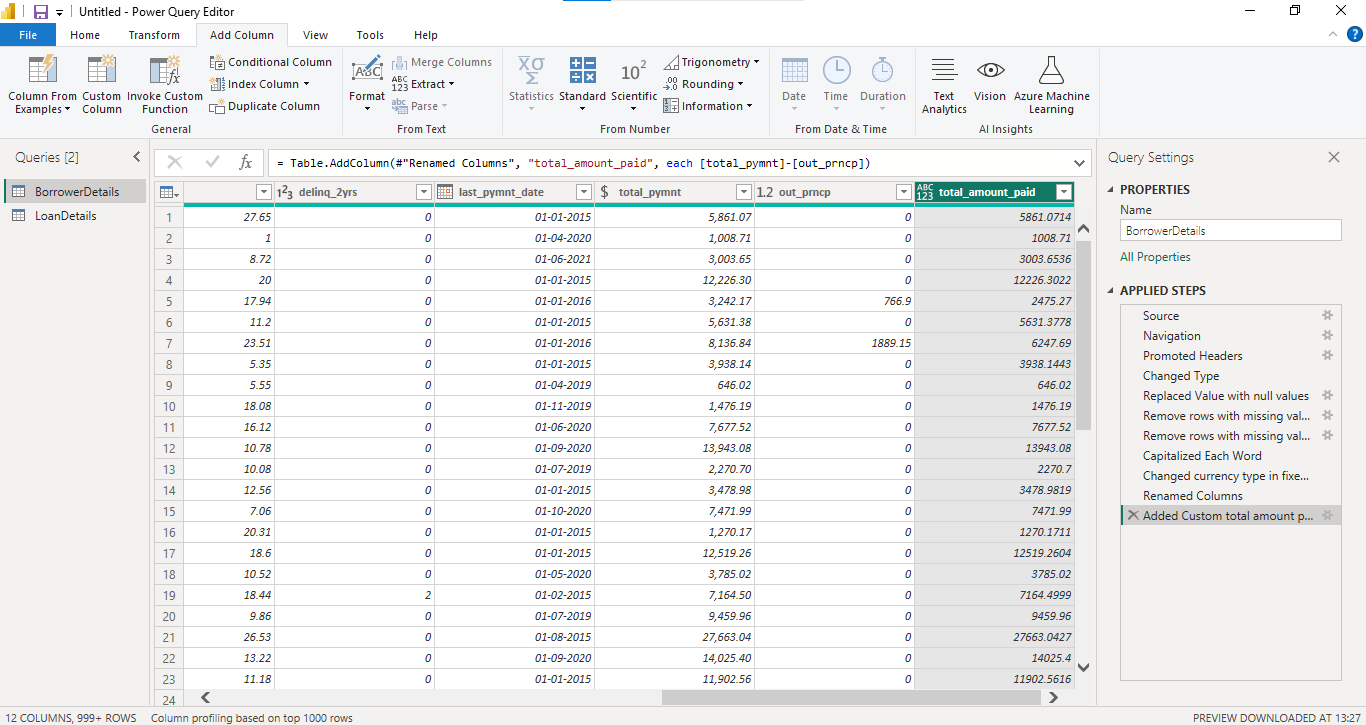 Untitled - Power Query Editor
File Home Transform Add Column View Tools Help
Column From Examples
Custom Column
Invoke Custom Function
Conditional Column
Index Column
Duplicate Column
General
Format
Merge Columns
Extract
Parse
From Text
Statistics
Standard
Scientific
Trigonometry
Rounding
Information
From Number
Date
Time
Duration
From Date & Time
Text Analytics
Vision
Azure Machine Learning
AI Insights
Queries [2]
BorrowerDetails
LoanDetails
fx = Table.AddColumn(#"Renamed Columns", "total_amount_paid", each [total_pymnt]-[out_prncp])
1²3 delinq_2yrs last_pymnt_date $ total_pymnt 1.2 out_prncp ABC 123 total_amount_paid
1 27.65 0 01-01-2015 5,861.07 0 5861.0714
2 1 0 01-04-2020 1,008.71 0 1008.71
3 8.72 0 01-06-2021 3,003.65 0 3003.6536
4 20 0 01-01-2015 12,226.30 0 12226.3022
5 17.94 0 01-01-2016 3,242.17 766.9 2475.27
6 11.2 0 01-01-2015 5,631.38 0 5631.3778
7 23.51 0 01-01-2016 8,136.84 1889.15 6247.69
8 5.35 0 01-01-2015 3,938.14 0 3938.1443
9 5.55 0 01-04-2019 646.02 0 646.02
10 18.08 0 01-11-2019 1,476.19 0 1476.19
11 16.12 0 01-06-2020 7,677.52 0 7677.52
12 10.78 0 01-09-2020 13,943.08 0 13943.08
13 10.08 0 01-07-2019 2,270.70 0 2270.7
14 12.56 0 01-01-2015 3,478.98 0 3478.9819
15 7.06 0 01-10-2020 7,471.99 0 7471.99
16 20.31 0 01-01-2015 1,270.17 0 1270.1711
17 18.6 0 01-01-2015 12,519.26 0 12519.2604
18 10.52 0 01-05-2020 3,785.02 0 3785.02
19 18.44 2 01-02-2015 7,164.50 0 7164.4999
20 9.86 0 01-07-2019 9,459.96 0 9459.96
21 26.53 0 01-08-2015 27,663.04 0 27663.0427
22 13.22 0 01-09-2020 14,025.40 0 14025.4
23 11.18 0 01-01-2015 11,902.56 0 11902.5616
24
Query Settings
PROPERTIES
Name
BorrowerDetails
All Properties
APPLIED STEPS
Source
Navigation
Promoted Headers
Changed Type
Replaced Value with null values
Remove rows with missing val...
Remove rows with missing val...
Capitalized Each Word
Changed currency type in fixe...
Renamed Columns
Added Custom total amount p...
12 COLUMNS, 999+ ROWS Column profiling based on top 1000 rows
PREVIEW DOWNLOADED AT 13:27